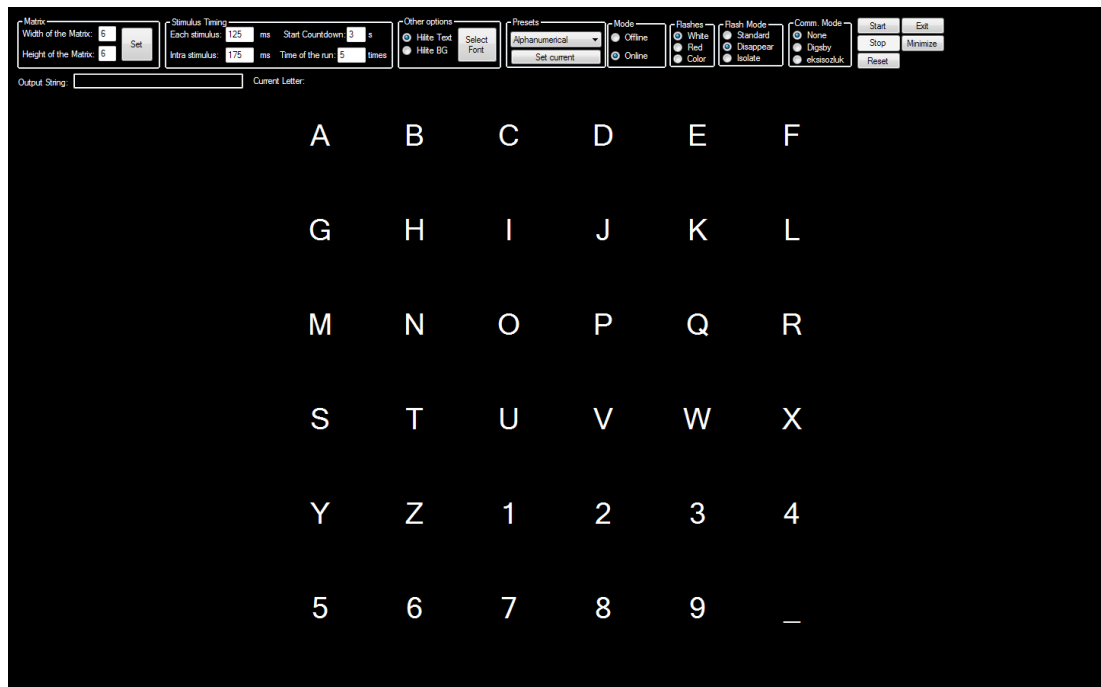 Matrix
Width of the Matrix: 6
Height of the Matrix: 6
Set
Stimulus Timing
Each stimulus: 125 ms Start Countdown: 3 s
Intra stimulus: 175 ms Time of the run: 5 times
Other options
Hilite Text
Hilite BG
Select
Font
Presets
Alphanumerical
Set current
Mode
Offline
Online
Flashes
White
Red
Color
Flash Mode
Standard
Disappear
Isolate
Comm. Mode
None
Digsby
eksisozluk
Start Exit
Stop Minimize
Reset
Output String: Current Letter:
A B C D E F
G H I J K L
M N O P Q R
S T U V W X
Y Z 1 2 3 4
5 6 7 8 9 _